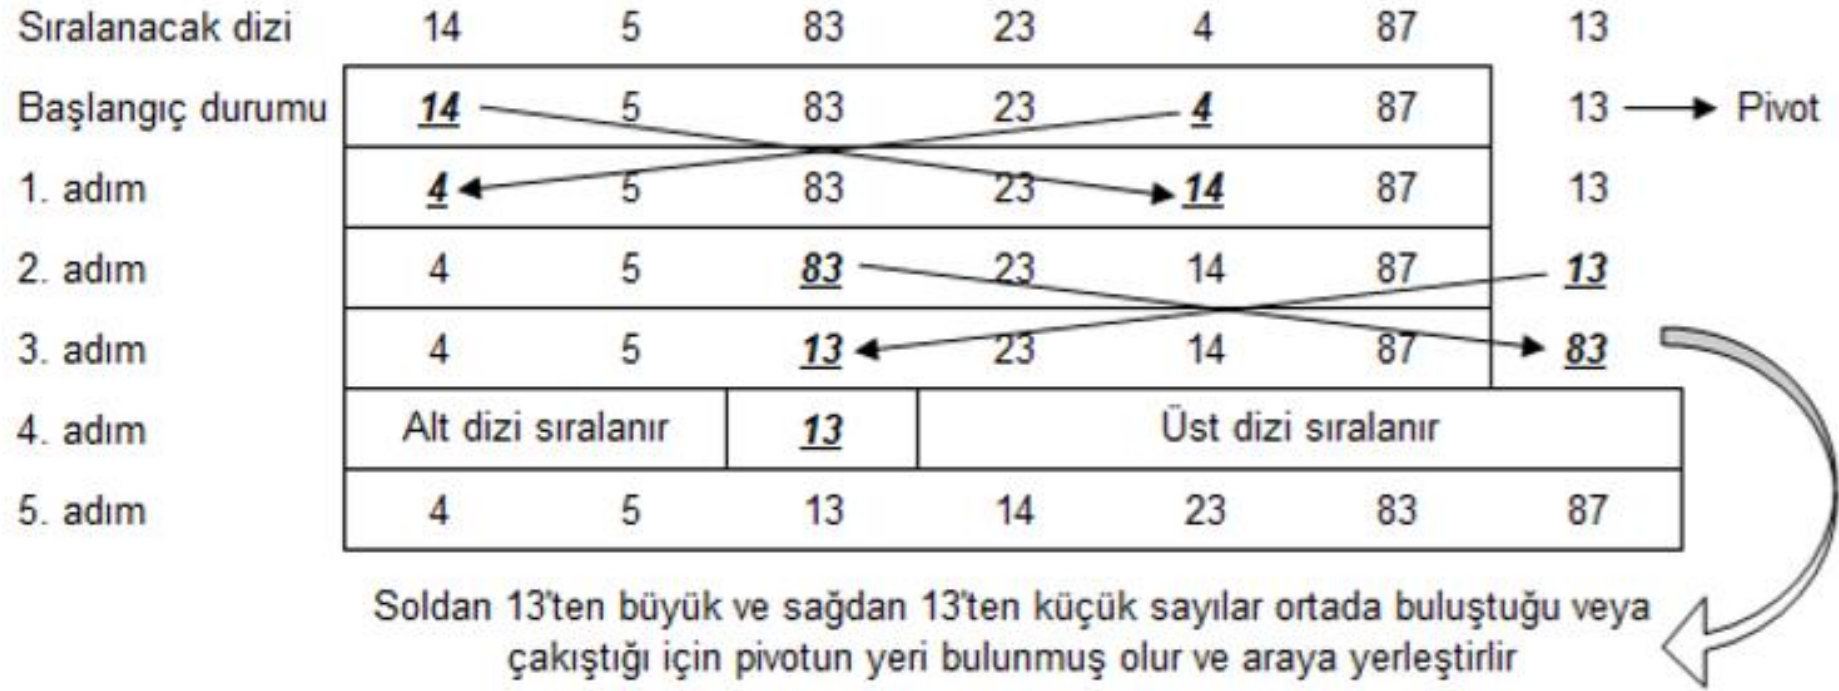 Sıralanacak dizi 14 5 83 23 4 87 13
Başlangıç durumu 14 5 83 23 4 87 13 Pivot
1. adım 4 5 83 23 14 87 13
2. adım 4 5 83 23 14 87 13
3. adım 4 5 13 23 14 87 83
4. adım Alt dizi sıralanır 13 Üst dizi sıralanır
5. adım 4 5 13 14 23 83 87
Soldan 13'ten büyük ve sağdan 13'ten küçük sayılar ortada buluştuğu veya
çakıştığı için pivotun yeri bulunmuş olur ve araya yerleştirlir